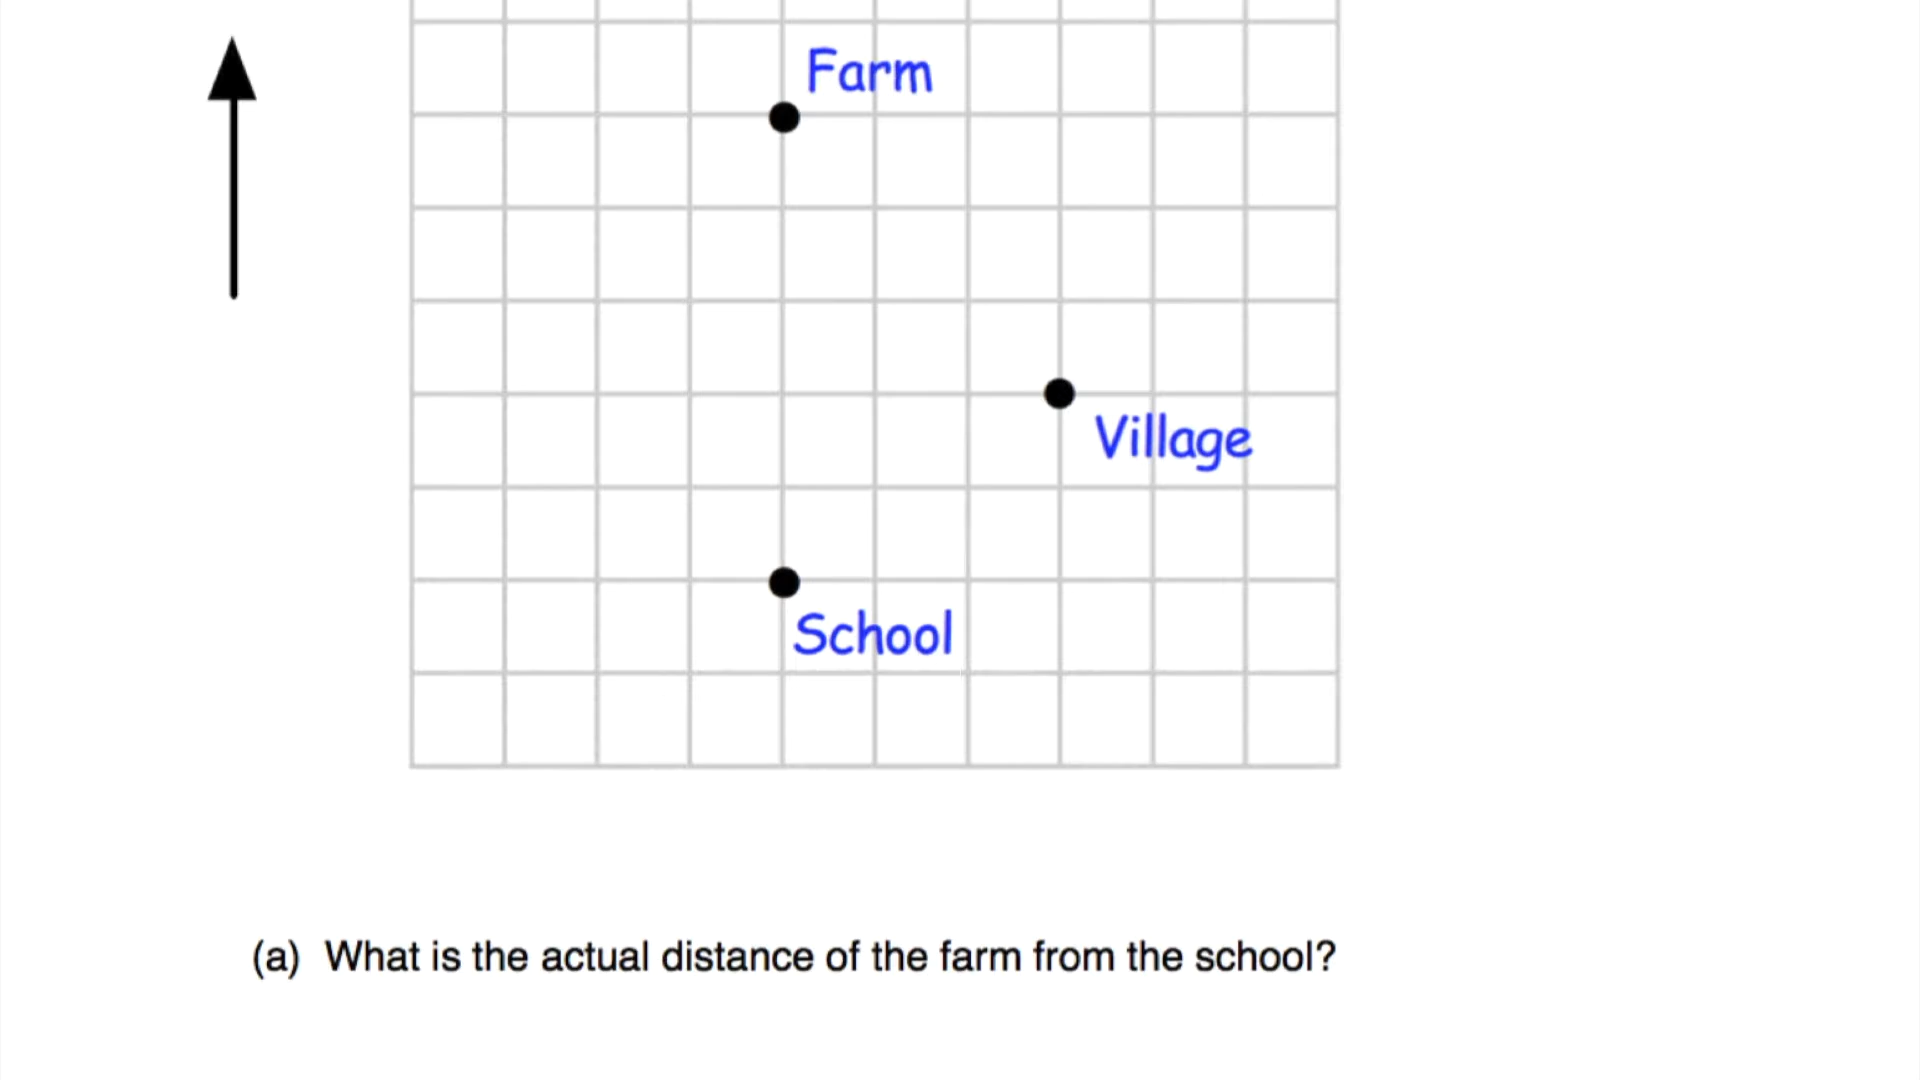 Farm
Village
School
(a) What is the actual distance of the farm from the school?